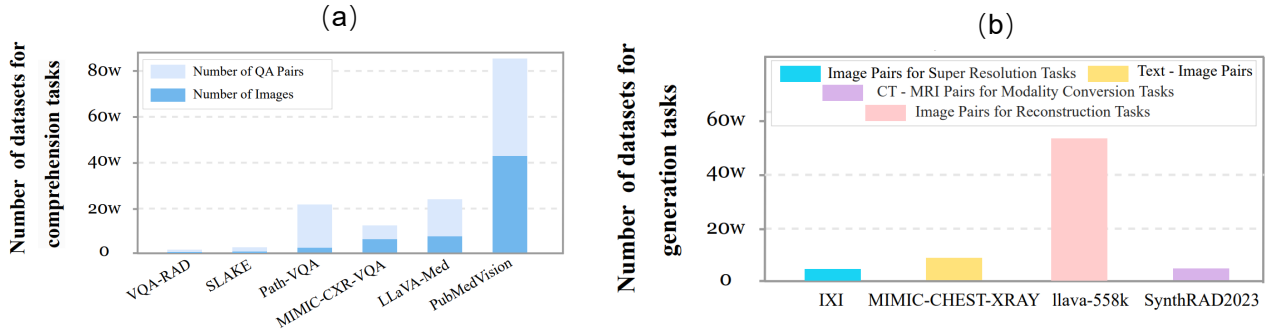 (a)
Number of datasets for
comprehension tasks
80w
60w
40w
20w
0
Number of QA Pairs
Number of Images
VQA-RAD
SLAKE
Path-VQA
MIMIC-CXR-VQA
LLaVA-Med
PubMedVision
(b)
Number of datasets for
generation tasks
60w
40w
20w
0
Image Pairs for Super Resolution Tasks
Text - Image Pairs
CT - MRI Pairs for Modality Conversion Tasks
Image Pairs for Reconstruction Tasks
IXI
MIMIC-CHEST-XRAY
llava-558k
SynthRAD2023